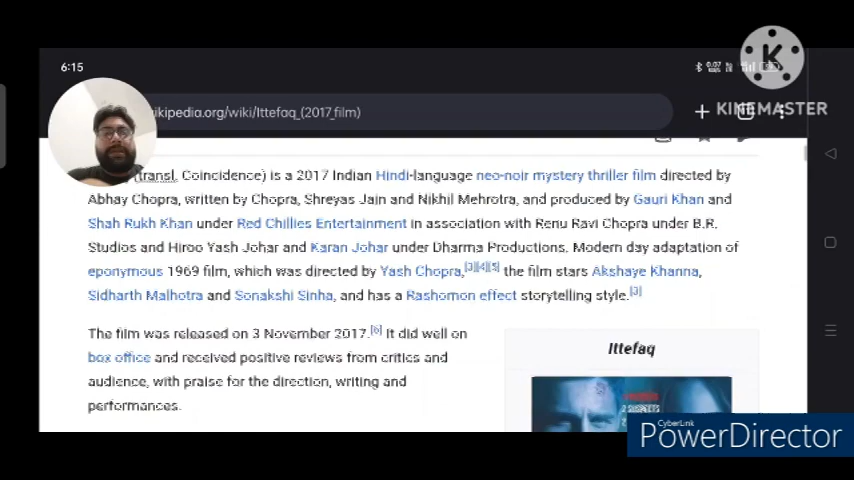 6:15
KINEMASTER
ikipedia.org/wiki/Ittefaq_(2017_film)
(transl. Coincidence) is a 2017 Indian Hindi-language neo-noir mystery thriller film directed by
Abhay Chopra, written by Chopra, Shreyas Jain and Nikhil Mehrotra, and produced by Gauri Khan and
Shah Rukh Khan under Red Chillies Entertainment in association with Renu Ravi Chopra under B.R.
Studios and Hiroo Yash Johar and Karan Johar under Dharma Productions. Modern day adaptation of
eponymous 1969 film, which was directed by Yash Chopra,[3][4][5] the film stars Akshaye Khanna,
Sidharth Malhotra and Sonakshi Sinha, and has a Rashomon effect storytelling style.[3]
The film was released on 3 November 2017.[6] It did well on
box office and received positive reviews from critics and
audience, with praise for the direction, writing and
performances.
Ittefaq
2 SUSPECTS
CyberLink
PowerDirector